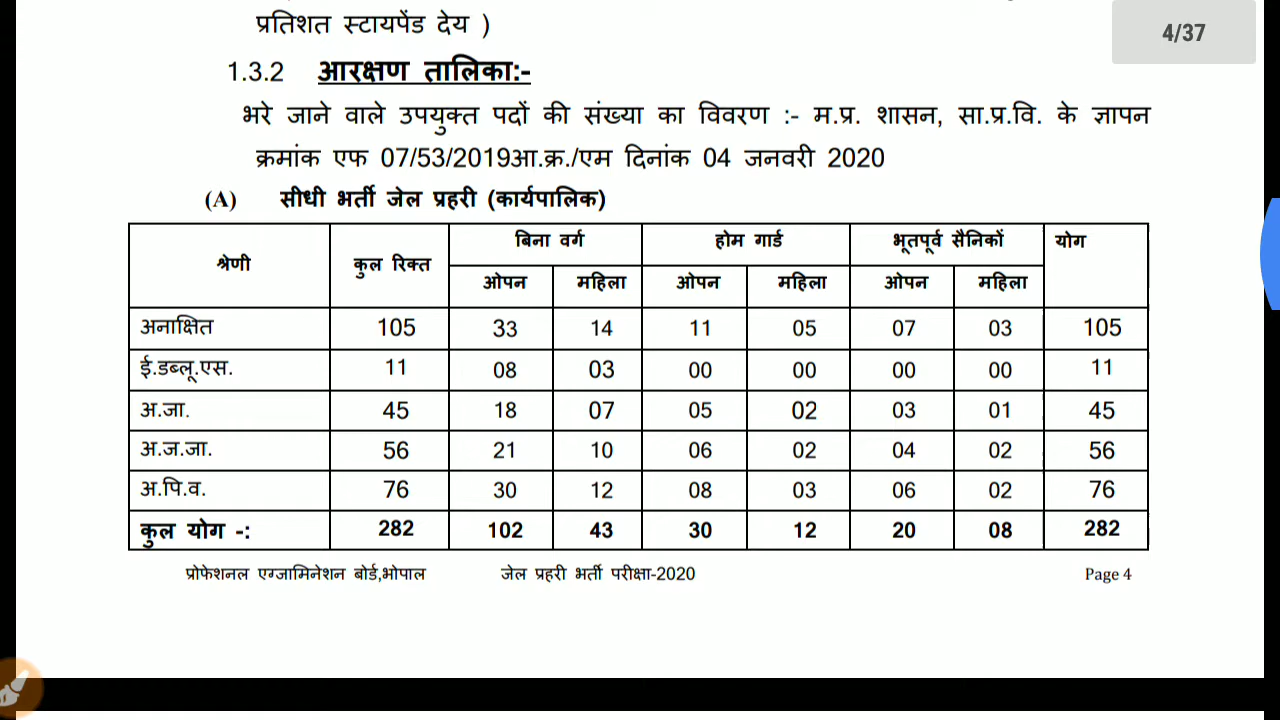 प्रतिशत स्टायपेंड देय )
4/37
1.3.2 आरक्षण तालिका:-
भरे जाने वाले उपयुक्त पदों की संख्या का विवरण :- म.प्र. शासन, सा.प्र.वि. के ज्ञापन
क्रमांक एफ 07/53/2019आ.क्र./एम दिनांक 04 जनवरी 2020
(A) सीधी भर्ती जेल प्रहरी (कार्यपालिक)
श्रेणी कुल रिक्त बिना वर्ग होम गार्ड भूतपूर्व सैनिकों योग
ओपन महिला ओपन महिला ओपन महिला
अनाक्षित 105 33 14 11 05 07 03 105
ई.डब्लू.एस. 11 08 03 00 00 00 00 11
अ.जा. 45 18 07 05 02 03 01 45
अ.ज.जा. 56 21 10 06 02 04 02 56
अ.पि.व. 76 30 12 08 03 06 02 76
कुल योग -: 282 102 43 30 12 20 08 282
प्रोफेशनल एग्जामिनेशन बोर्ड,भोपाल जेल प्रहरी भर्ती परीक्षा-2020 Page 4